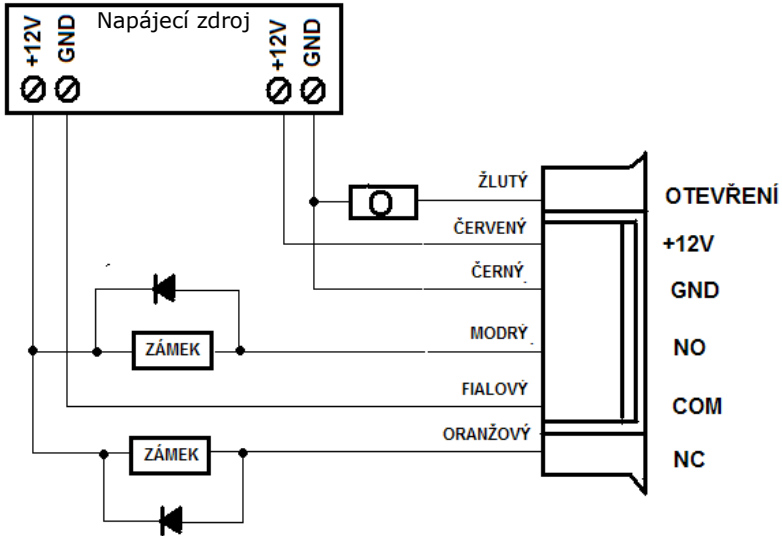 Napájecí zdroj
+12V
GND
+12V
GND
ŽLUTÝ
OTEVŘENÍ
ČERVENÝ
+12V
ČERNÝ
GND
MODRÝ
NO
ZÁMEK
FIALOVÝ
COM
ORANŽOVÝ
NC
ZÁMEK